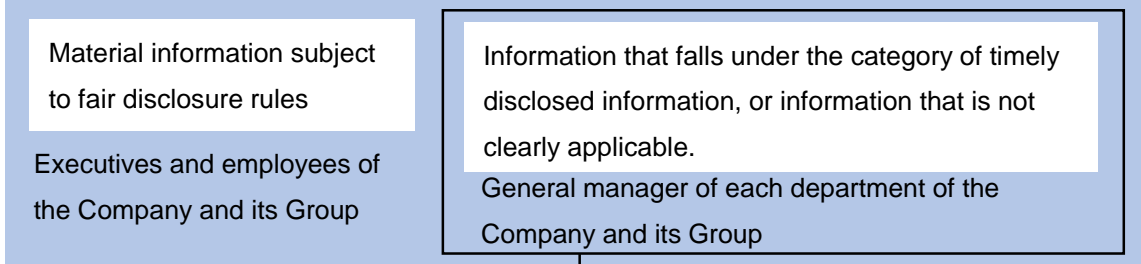 Material information subject
to fair disclosure rules
Executives and employees of
the Company and its Group
Information that falls under the category of timely
disclosed information, or information that is not
clearly applicable.
General manager of each department of the
Company and its Group